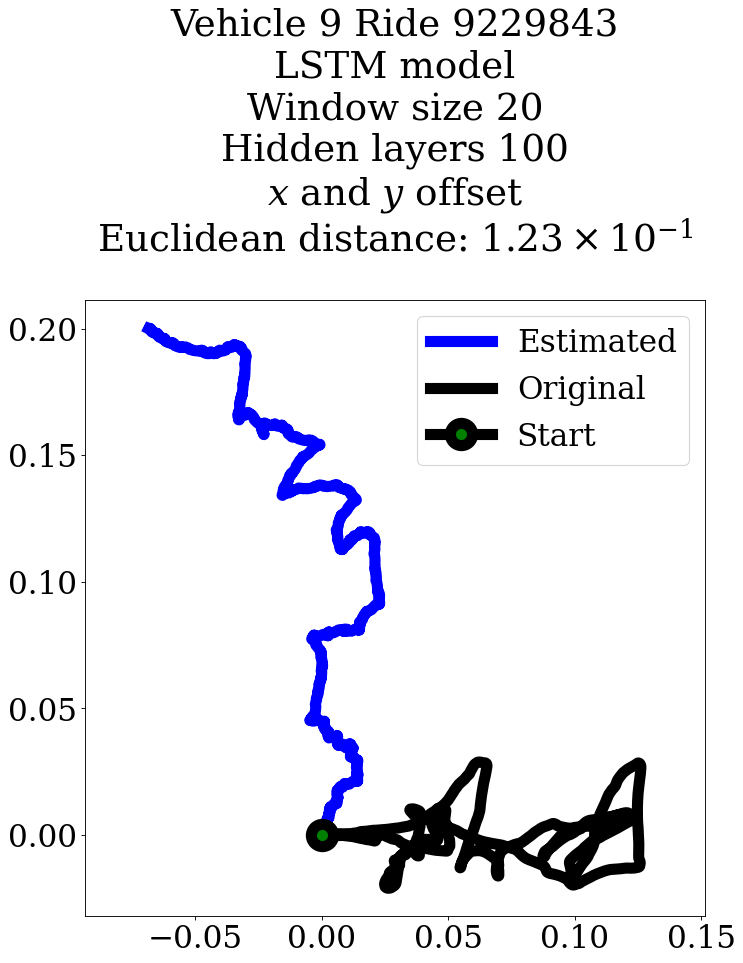 Vehicle 9 Ride 9229843
LSTM model
Window size 20
Hidden layers 100
x and y offset
Euclidean distance: 1.23 × 10⁻¹
Estimated
Original
Start
0.20
0.15
0.10
0.05
0.00
−0.05 0.00 0.05 0.10 0.15